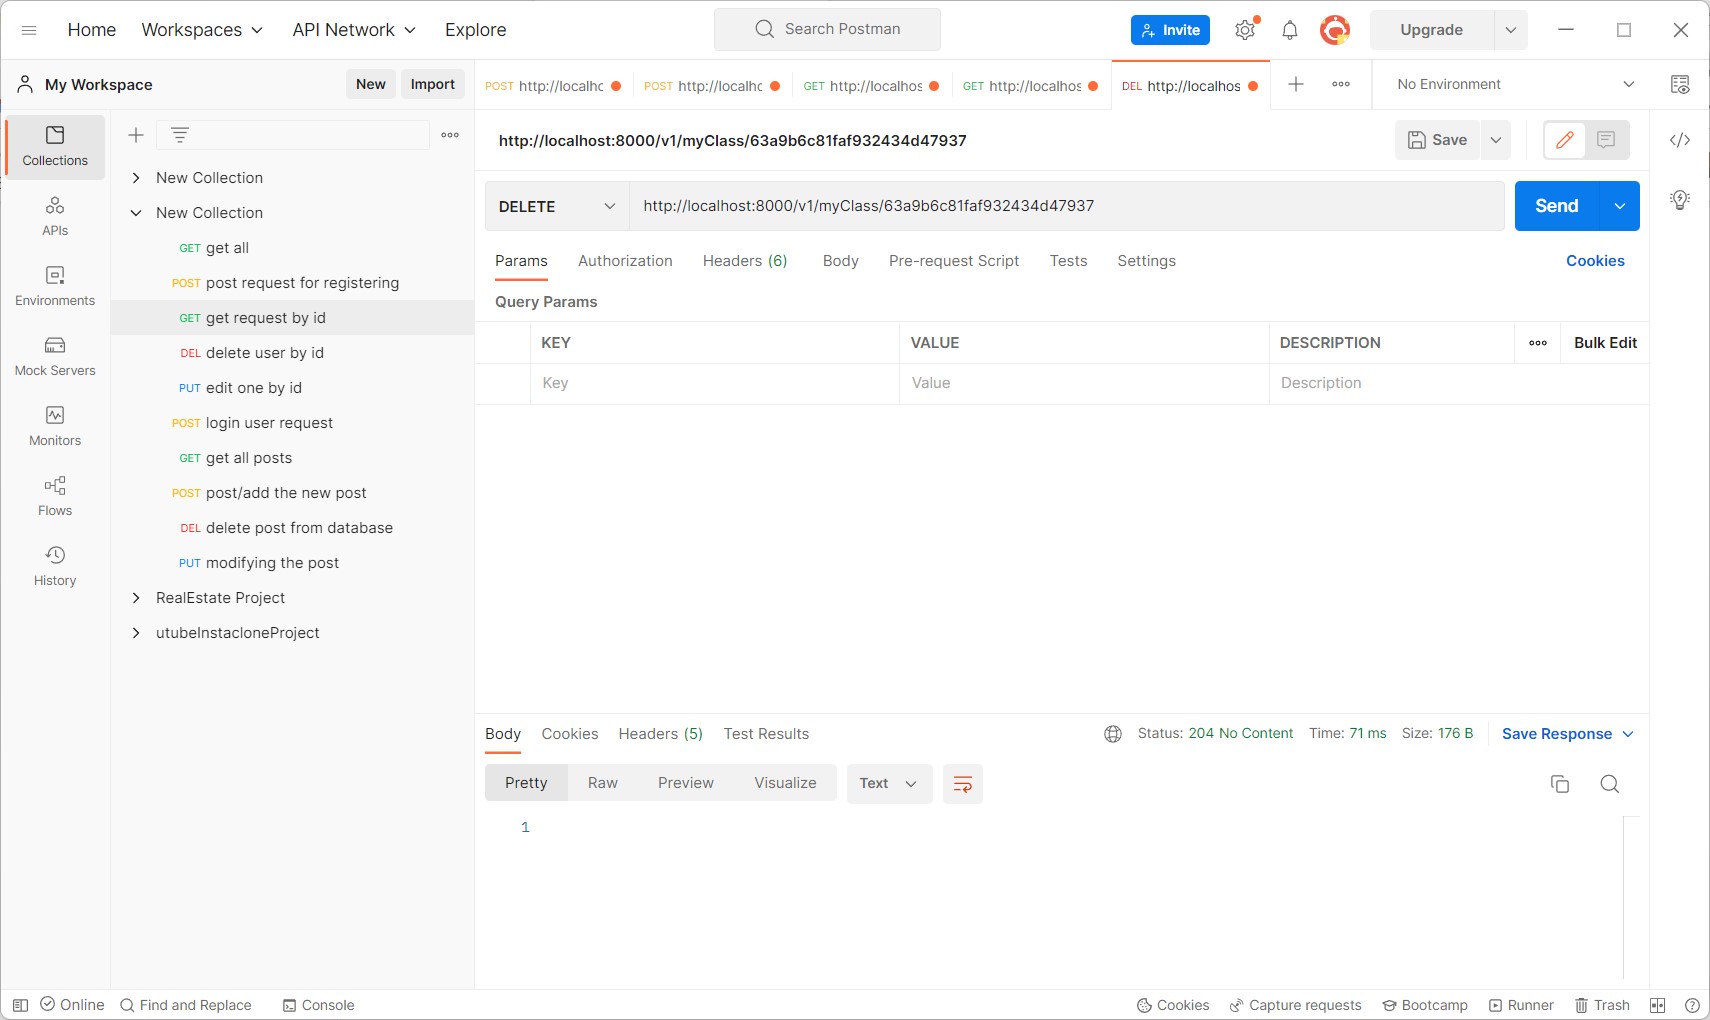 Home Workspaces API Network Explore Search Postman Invite Upgrade
My Workspace New Import POST http://localhc POST http://localhc GET http://localhos GET http://localhos DEL http://localhos No Environment
Collections
APIs
Environments
Mock Servers
Monitors
Flows
History
New Collection
New Collection
GET get all
POST post request for registering
GET get request by id
DEL delete user by id
PUT edit one by id
POST login user request
GET get all posts
POST post/add the new post
DEL delete post from database
PUT modifying the post
RealEstate Project
utubeInstacloneProject
http://localhost:8000/v1/myClass/63a9b6c81faf932434d47937 Save
DELETE http://localhost:8000/v1/myClass/63a9b6c81faf932434d47937 Send
Params Authorization Headers (6) Body Pre-request Script Tests Settings Cookies
Query Params
KEY VALUE DESCRIPTION Bulk Edit
Key Value Description
Body Cookies Headers (5) Test Results Status: 204 No Content Time: 71 ms Size: 176 B Save Response
Pretty Raw Preview Visualize Text
1
Online Find and Replace Console Cookies Capture requests Bootcamp Runner Trash